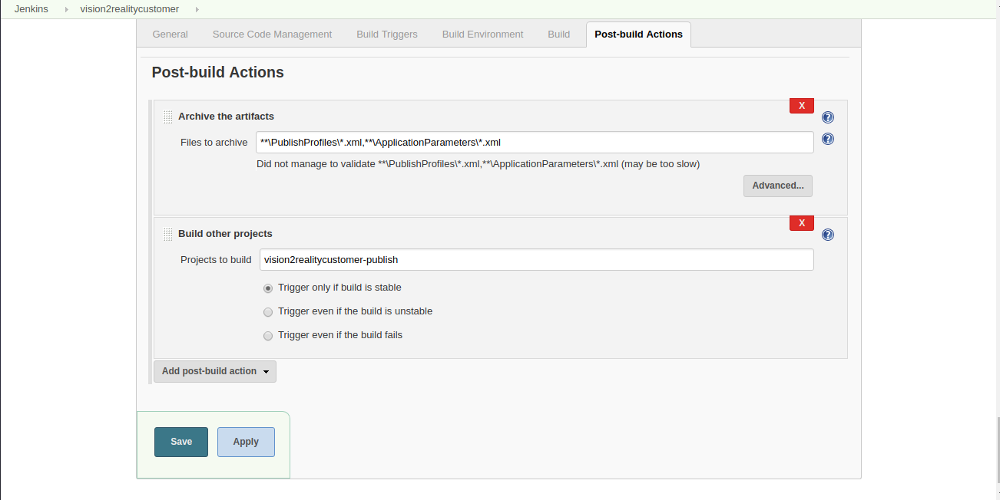 Jenkins vision2realitycustomer
General Source Code Management Build Triggers Build Environment Build Post-build Actions
Post-build Actions
X
Archive the artifacts
?
Files to archive **\PublishProfiles\*.xml,**\ApplicationParameters\*.xml
?
Did not manage to validate **\PublishProfiles\*.xml,**\ApplicationParameters\*.xml (may be too slow)
Advanced...
X
Build other projects
?
Projects to build vision2realitycustomer-publish
Trigger only if build is stable
Trigger even if the build is unstable
Trigger even if the build fails
Add post-build action
Save Apply